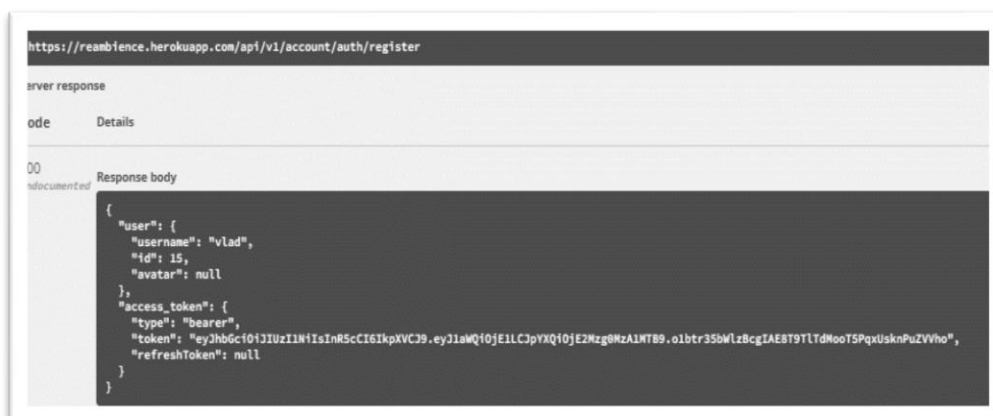 https://reambience.herokuapp.com/api/v1/account/auth/register
erver response
ode Details
00
ndocumented
Response body
{
"user": {
"username": "vlad",
"id": 15,
"avatar": null
},
"access_token": {
"type": "bearer",
"token": "eyJhbGciOiJIUzI1NiIsInR5cCI6IkpXVCJ9.eyJ1aWQiOjE1LCJpYXQiOjE2Mzg0MzA1MTB9.o1btr35bWlzBcgIAE8T9TlTdMooT5PqxUsknPuZVVho",
"refreshToken": null
}
}